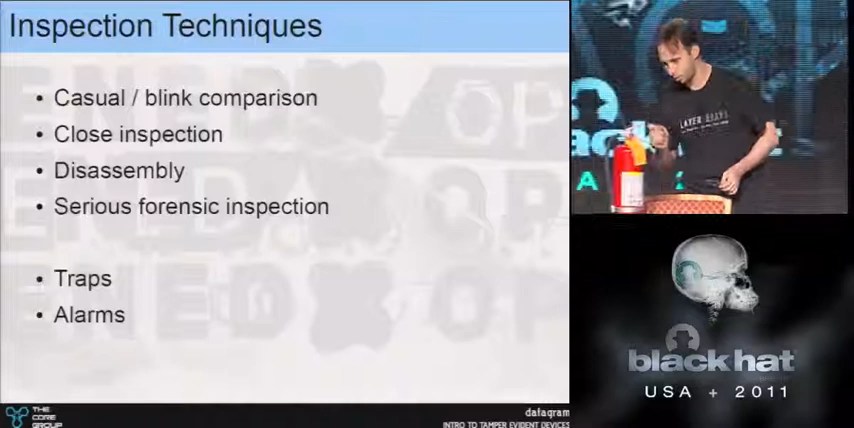 Inspection Techniques
• Casual / blink comparison
• Close inspection
• Disassembly
• Serious forensic inspection
• Traps
• Alarms
THE
CORE
GROUP
datagram
INTRO TO TAMPER EVIDENT DEVICES
black hat
USA + 2011